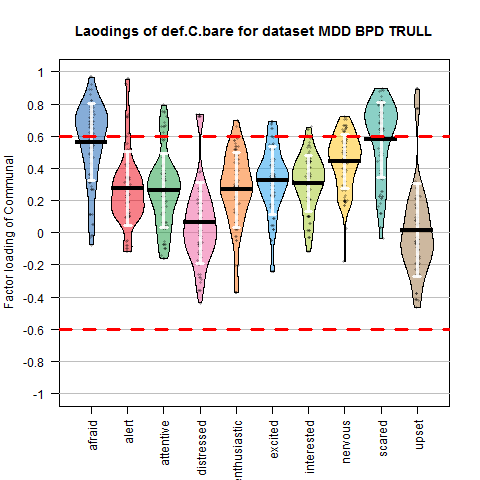 Laodings of def.C.bare for dataset MDD BPD TRULL
Factor loading of Communal
1
0.8
0.6
0.4
0.2
0
-0.2
-0.4
-0.6
-0.8
-1
afraid
alert
attentive
distressed
enthusiastic
excited
interested
nervous
scared
upset